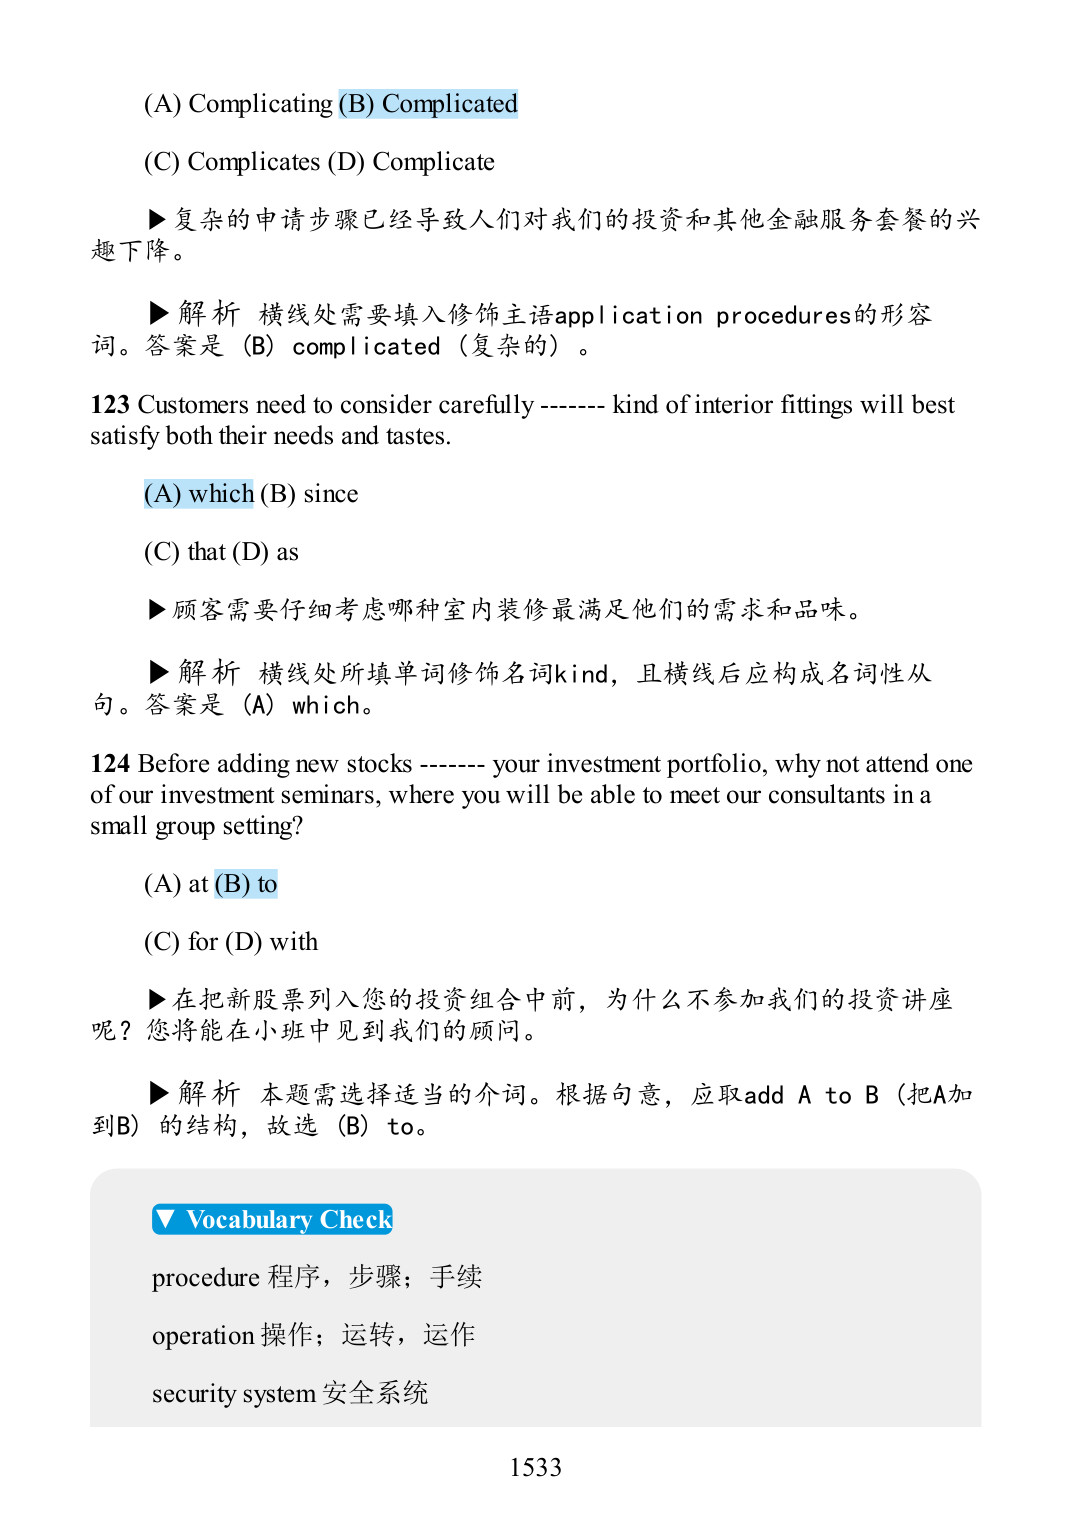 (A) Complicating (B) Complicated
(C) Complicates (D) Complicate
▶复杂的申请步骤已经导致人们对我们的投资和其他金融服务套餐的兴
趣下降。
▶解析 横线处需要填入修饰主语application procedures的形容
词。答案是（B）complicated（复杂的）。
123 Customers need to consider carefully ------- kind of interior fittings will best
satisfy both their needs and tastes.
(A) which (B) since
(C) that (D) as
▶顾客需要仔细考虑哪种室内装修最满足他们的需求和品味。
▶解析 横线处所填单词修饰名词kind，且横线后应构成名词性从
句。答案是（A）which。
124 Before adding new stocks ------- your investment portfolio, why not attend one
of our investment seminars, where you will be able to meet our consultants in a
small group setting?
(A) at (B) to
(C) for (D) with
▶在把新股票列入您的投资组合中前，为什么不参加我们的投资讲座
呢？您将能在小班中见到我们的顾问。
▶解析 本题需选择适当的介词。根据句意，应取add A to B（把A加
到B）的结构，故选（B）to。
▼ Vocabulary Check
procedure 程序，步骤；手续
operation 操作；运转，运作
security system 安全系统
1533